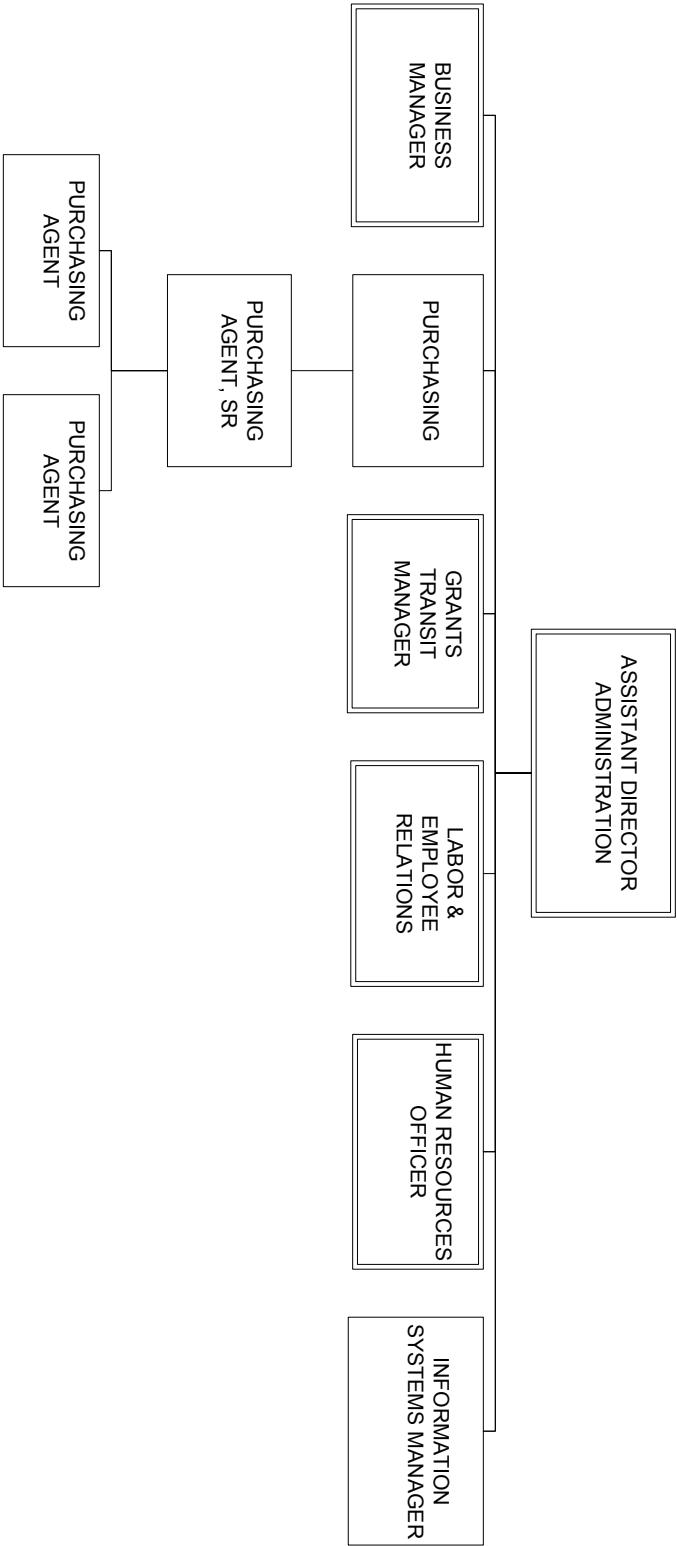 ASSISTANT DIRECTOR
ADMINISTRATION
BUSINESS
MANAGER
PURCHASING
GRANTS
TRANSIT
MANAGER
LABOR &
EMPLOYEE
RELATIONS
HUMAN RESOURCES
OFFICER
INFORMATION
SYSTEMS MANAGER
PURCHASING
AGENT, SR
PURCHASING
AGENT
PURCHASING
AGENT